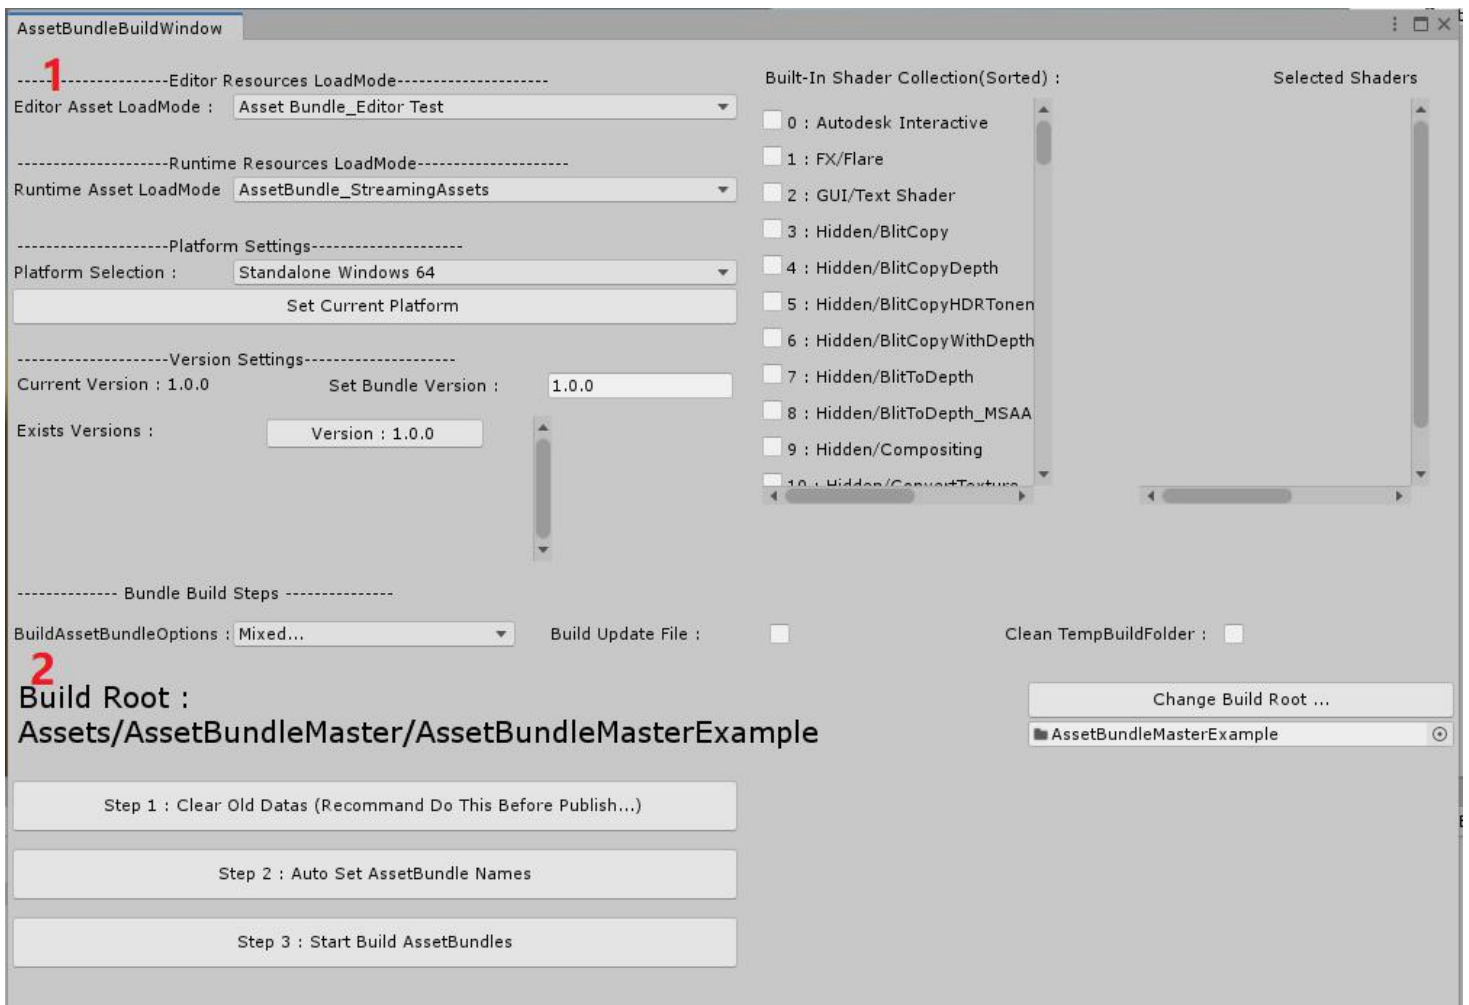 AssetBundleBuildWindow
1
---------------------Editor Resources LoadMode---------------------
Editor Asset LoadMode : Asset Bundle_Editor Test
---------------------Runtime Resources LoadMode---------------------
Runtime Asset LoadMode AssetBundle_StreamingAssets
---------------------Platform Settings---------------------
Platform Selection : Standalone Windows 64
Set Current Platform
---------------------Version Settings---------------------
Current Version : 1.0.0 Set Bundle Version : 1.0.0
Exists Versions : Version : 1.0.0
Built-In Shader Collection(Sorted) :
0 : Autodesk Interactive
1 : FX/Flare
2 : GUI/Text Shader
3 : Hidden/BlitCopy
4 : Hidden/BlitCopyDepth
5 : Hidden/BlitCopyHDRTonen
6 : Hidden/BlitCopyWithDepth
7 : Hidden/BlitToDepth
8 : Hidden/BlitToDepth_MSAA
9 : Hidden/Compositing
10 : Hidden/ConvertTexture
Selected Shaders
-------------- Bundle Build Steps ---------------
BuildAssetBundleOptions : Mixed... Build Update File : Clean TempBuildFolder :
2
Build Root :
Assets/AssetBundleMaster/AssetBundleMasterExample
Change Build Root ...
AssetBundleMasterExample
Step 1 : Clear Old Datas (Recommand Do This Before Publish...)
Step 2 : Auto Set AssetBundle Names
Step 3 : Start Build AssetBundles